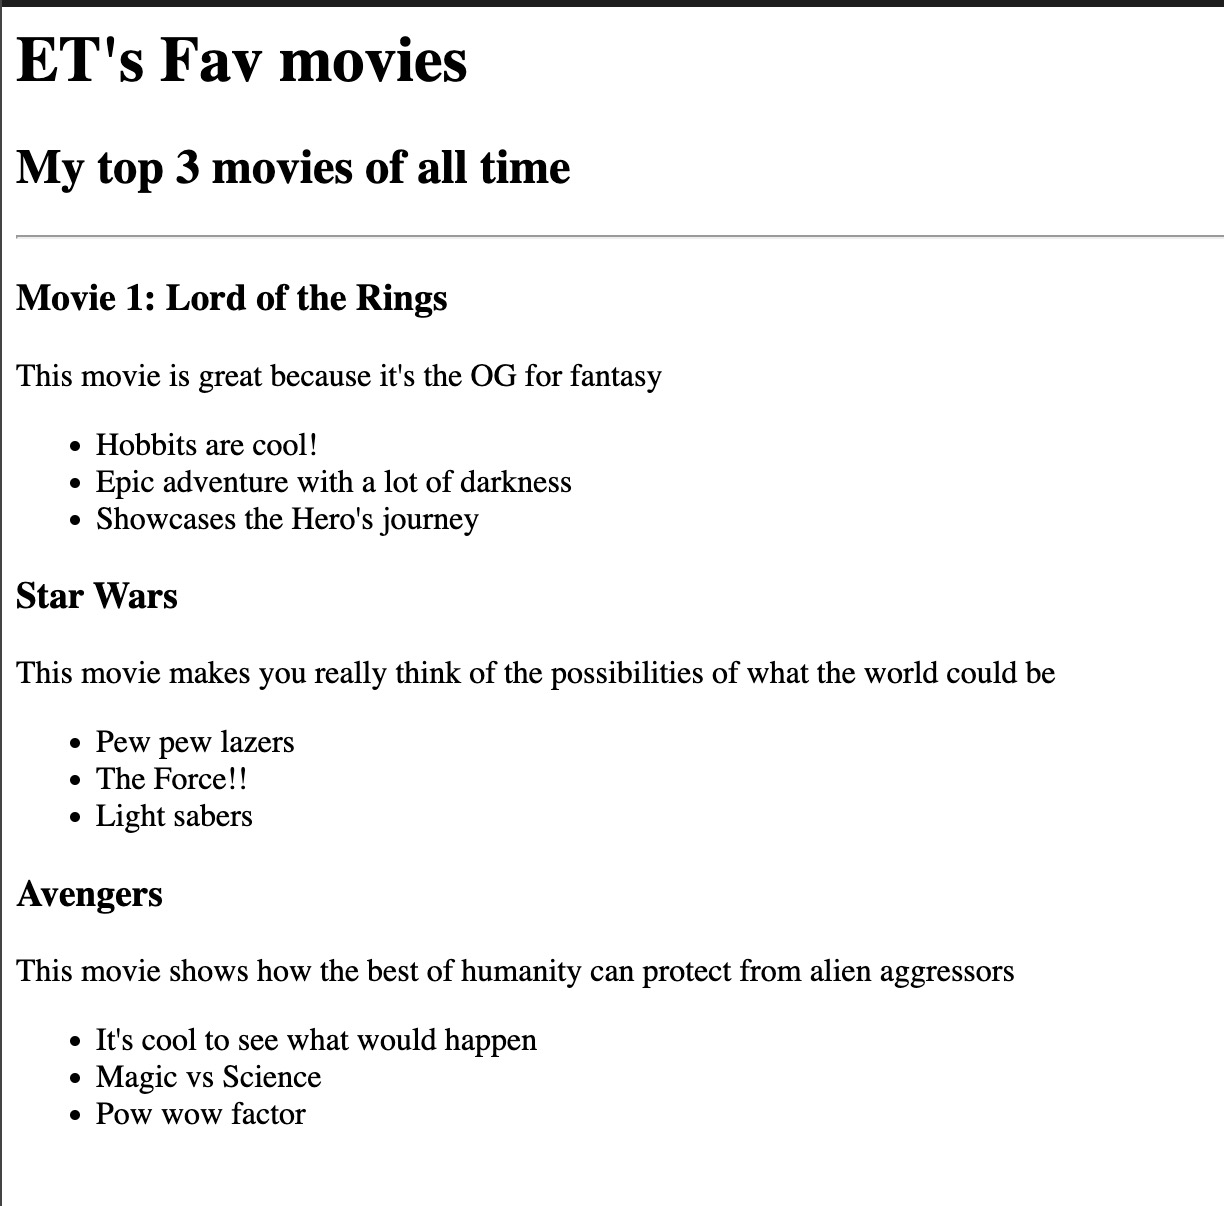 ET's Fav movies
My top 3 movies of all time
Movie 1: Lord of the Rings
This movie is great because it's the OG for fantasy
Hobbits are cool!
Epic adventure with a lot of darkness
Showcases the Hero's journey
Star Wars
This movie makes you really think of the possibilities of what the world could be
Pew pew lazers
The Force!!
Light sabers
Avengers
This movie shows how the best of humanity can protect from alien aggressors
It's cool to see what would happen
Magic vs Science
Pow wow factor